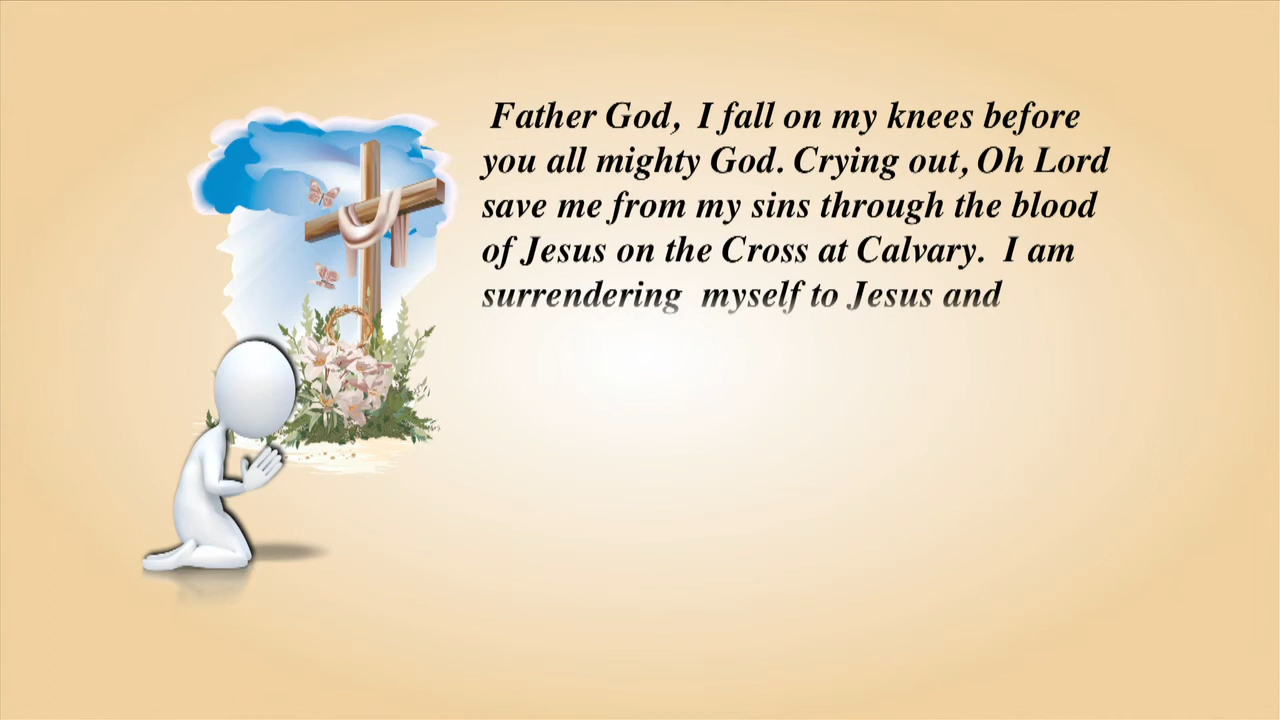 Father God,  I fall on my knees before
you all mighty God. Crying out, Oh Lord
save me from my sins through the blood
of Jesus on the Cross at Calvary.  I am
surrendering  myself to Jesus and